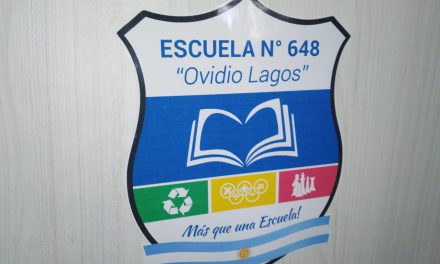 ESCUELA N° 648
"Ovidio Lagos"
Más que una Escuela!